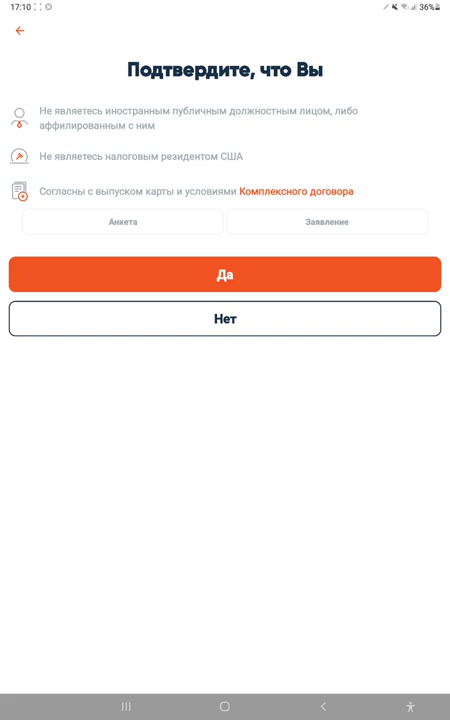 17:10
36%
Подтвердите, что Вы
Не являетесь иностранным публичным должностным лицом, либо
аффилированным с ним
Не являетесь налоговым резидентом США
Согласны с выпуском карты и условиями Комплексного договора
Анкета
Заявление
Да
Нет